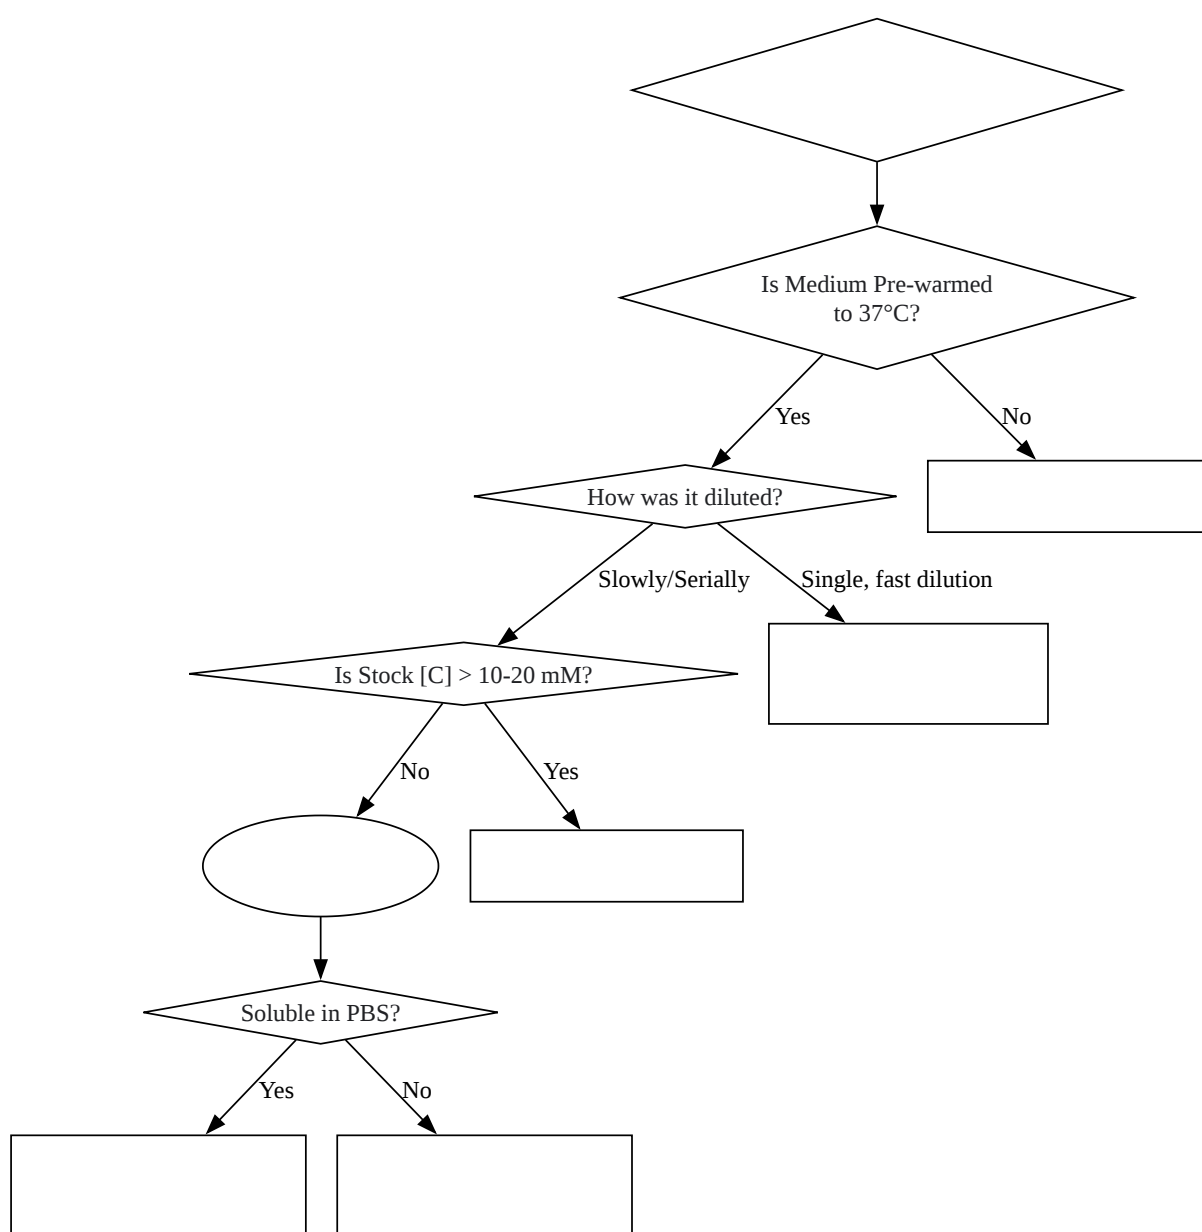 Is Medium Pre-warmed
to 37°C?
Yes
No
How was it diluted?
Slowly/Serially
Single, fast dilution
Is Stock [C] > 10-20 mM?
No
Yes
Soluble in PBS?
Yes
No